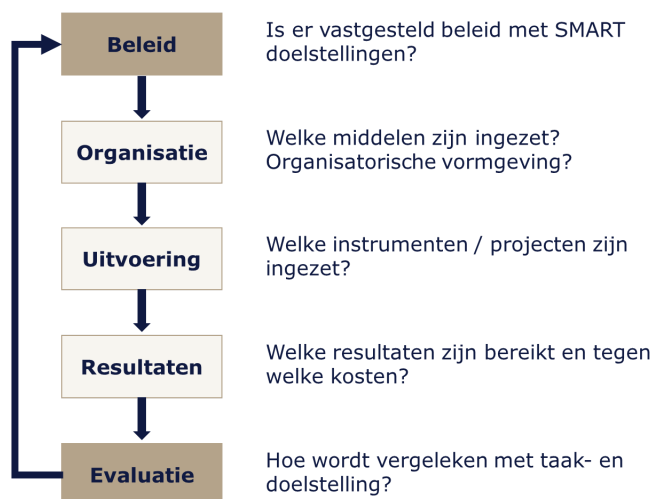 Beleid
Is er vastgesteld beleid met SMART
doelstellingen?
Organisatie
Welke middelen zijn ingezet?
Organisatorische vormgeving?
Uitvoering
Welke instrumenten / projecten zijn
ingezet?
Resultaten
Welke resultaten zijn bereikt en tegen
welke kosten?
Evaluatie
Hoe wordt vergeleken met taak- en
doelstelling?